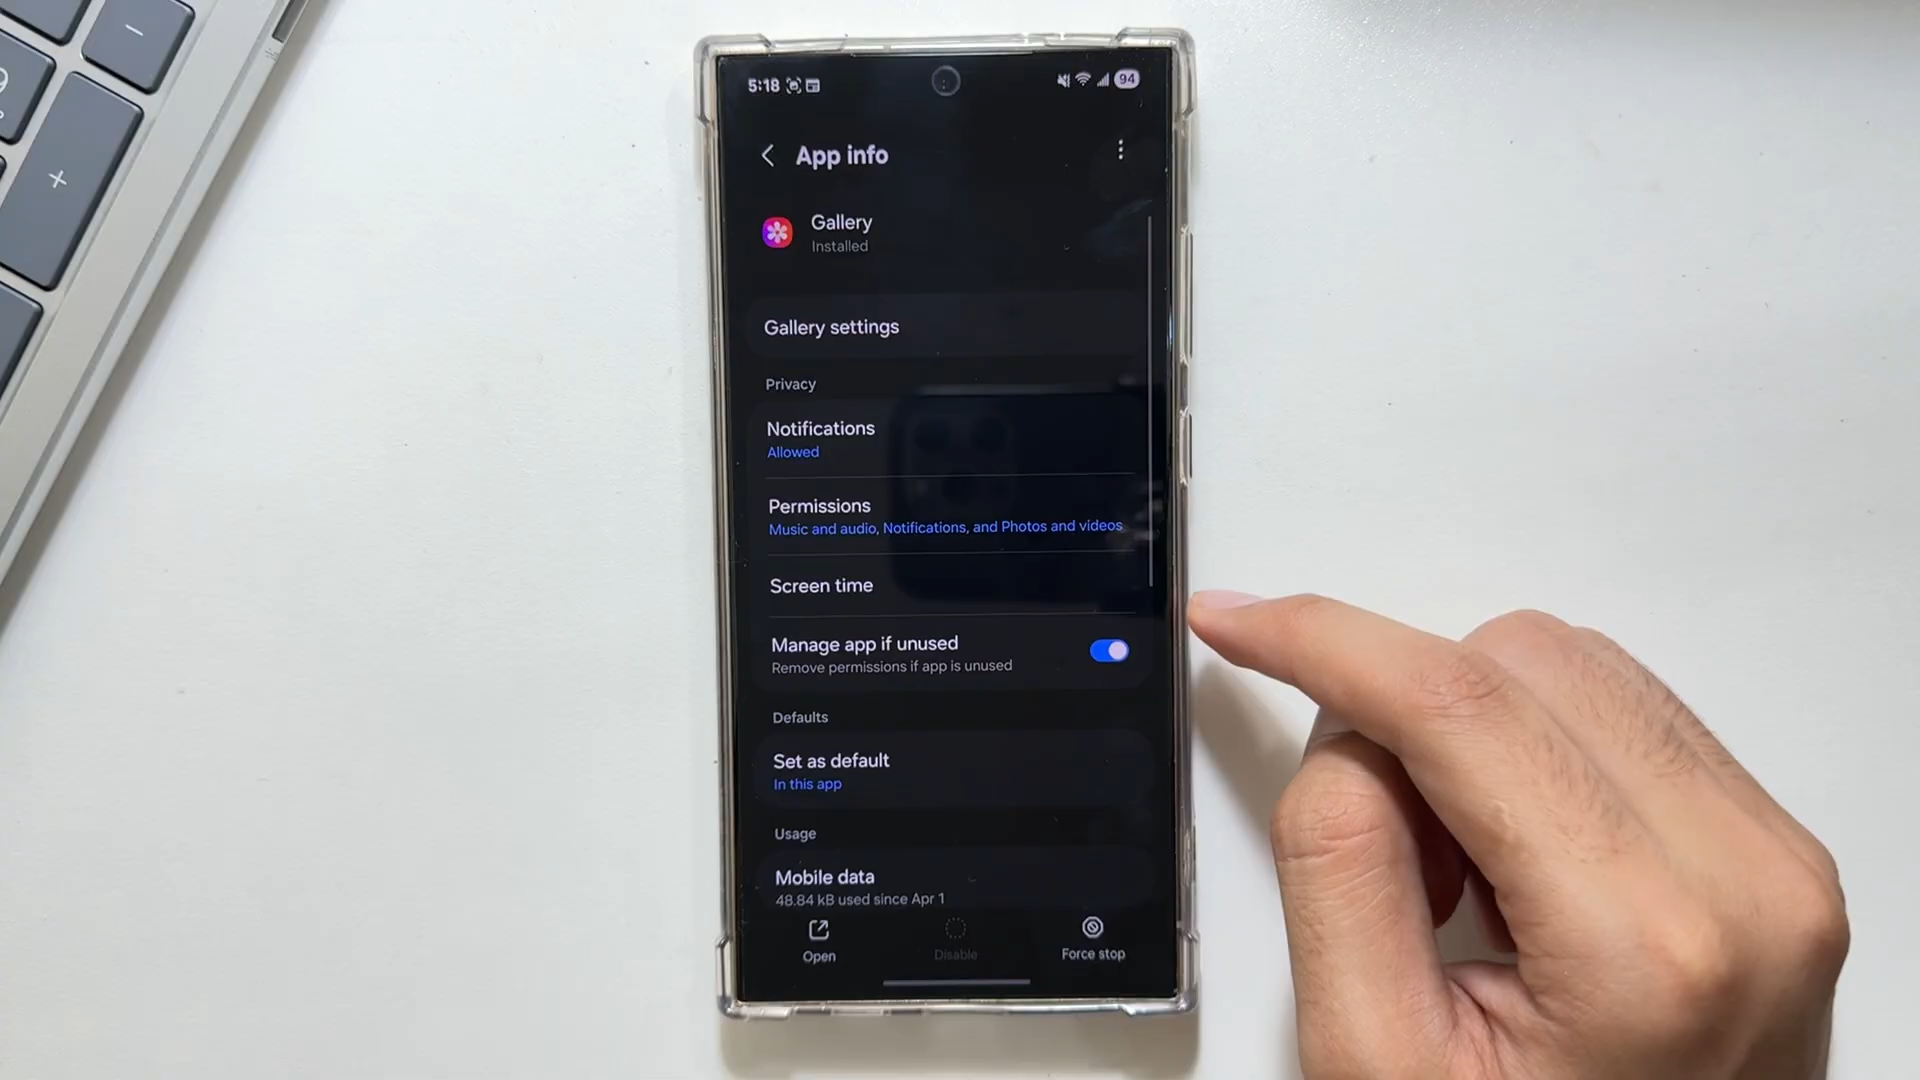 5:18
94
App info
Gallery
Installed
Gallery settings
Privacy
Notifications
Allowed
Permissions
Music and audio, Notifications, and Photos and videos
Screen time
Manage app if unused
Remove permissions if app is unused
Defaults
Set as default
In this app
Usage
Mobile data
48.84 kB used since Apr 1
Open
Disable
Force stop
-
+